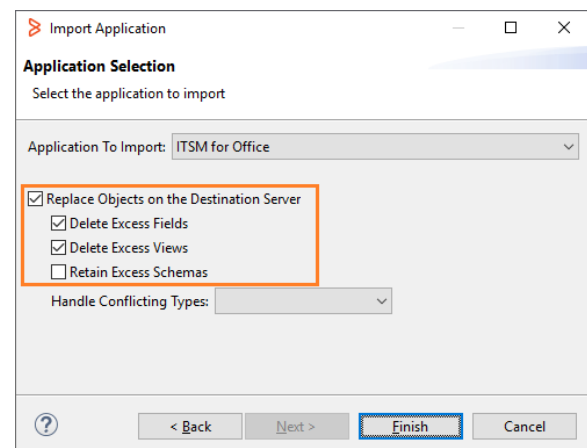 Import Application
Application Selection
Select the application to import
Application To Import: ITSM for Office
Replace Objects on the Destination Server
Delete Excess Fields
Delete Excess Views
Retain Excess Schemas
Handle Conflicting Types:
? < Back Next > Finish Cancel